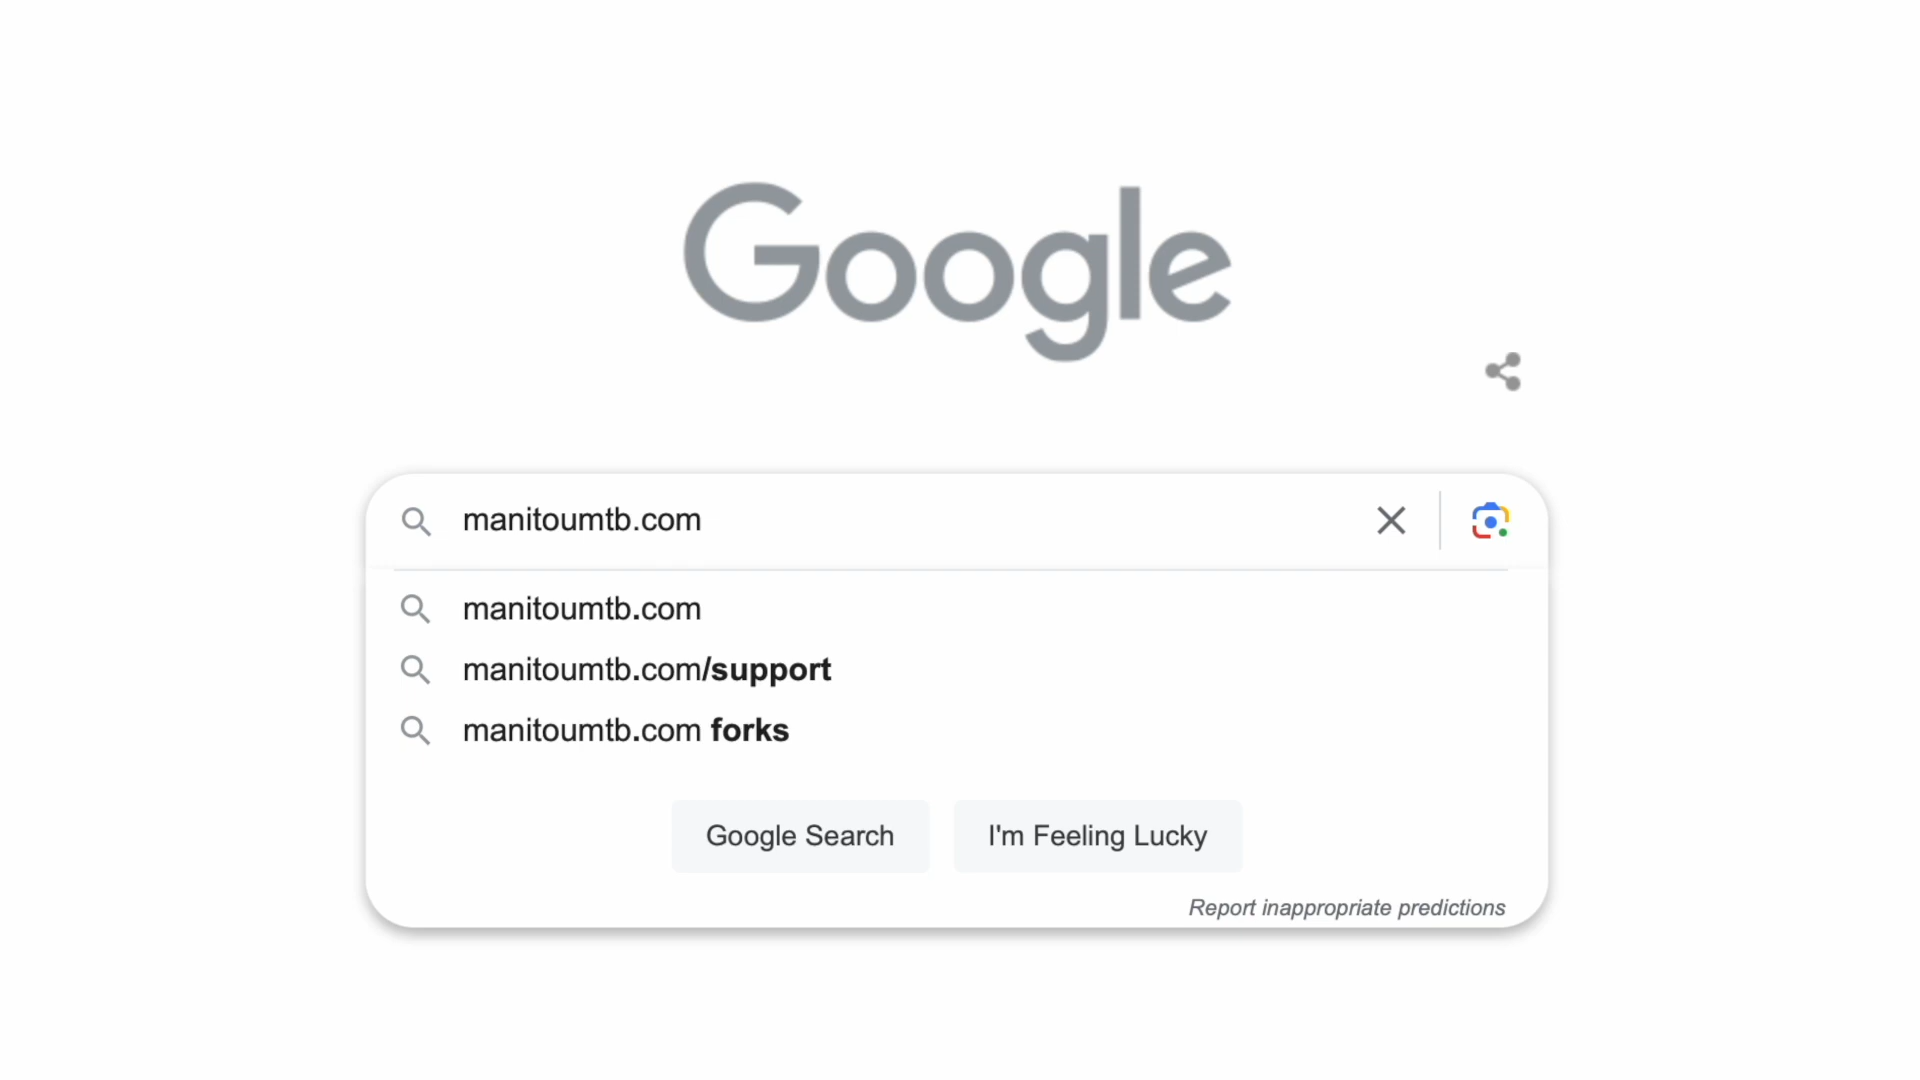 Google
manitoumtb.com
manitoumtb.com
manitoumtb.com/support
manitoumtb.com forks
Google Search
I'm Feeling Lucky
Report inappropriate predictions